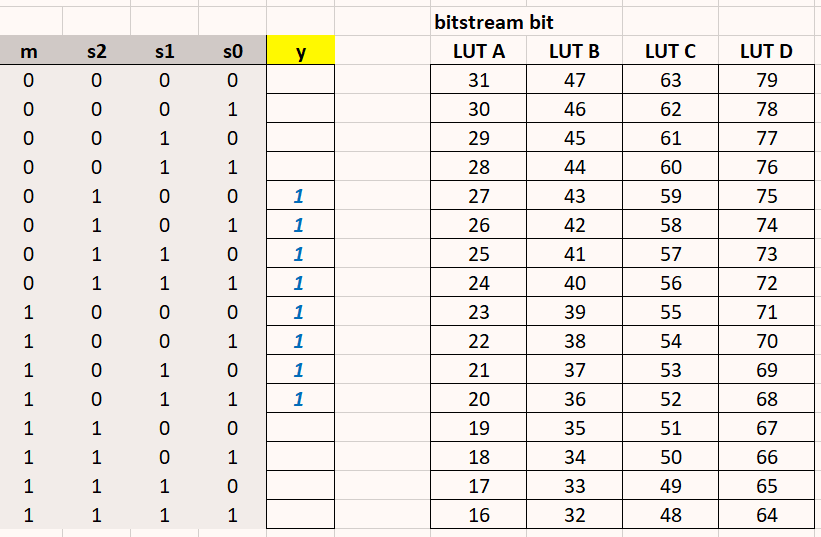 bitstream bit
m s2 s1 s0 y LUT A LUT B LUT C LUT D
0 0 0 0 31 47 63 79
0 0 0 1 30 46 62 78
0 0 1 0 29 45 61 77
0 0 1 1 28 44 60 76
0 1 0 0 1 27 43 59 75
0 1 0 1 1 26 42 58 74
0 1 1 0 1 25 41 57 73
0 1 1 1 1 24 40 56 72
1 0 0 0 1 23 39 55 71
1 0 0 1 1 22 38 54 70
1 0 1 0 1 21 37 53 69
1 0 1 1 1 20 36 52 68
1 1 0 0 19 35 51 67
1 1 0 1 18 34 50 66
1 1 1 0 17 33 49 65
1 1 1 1 16 32 48 64